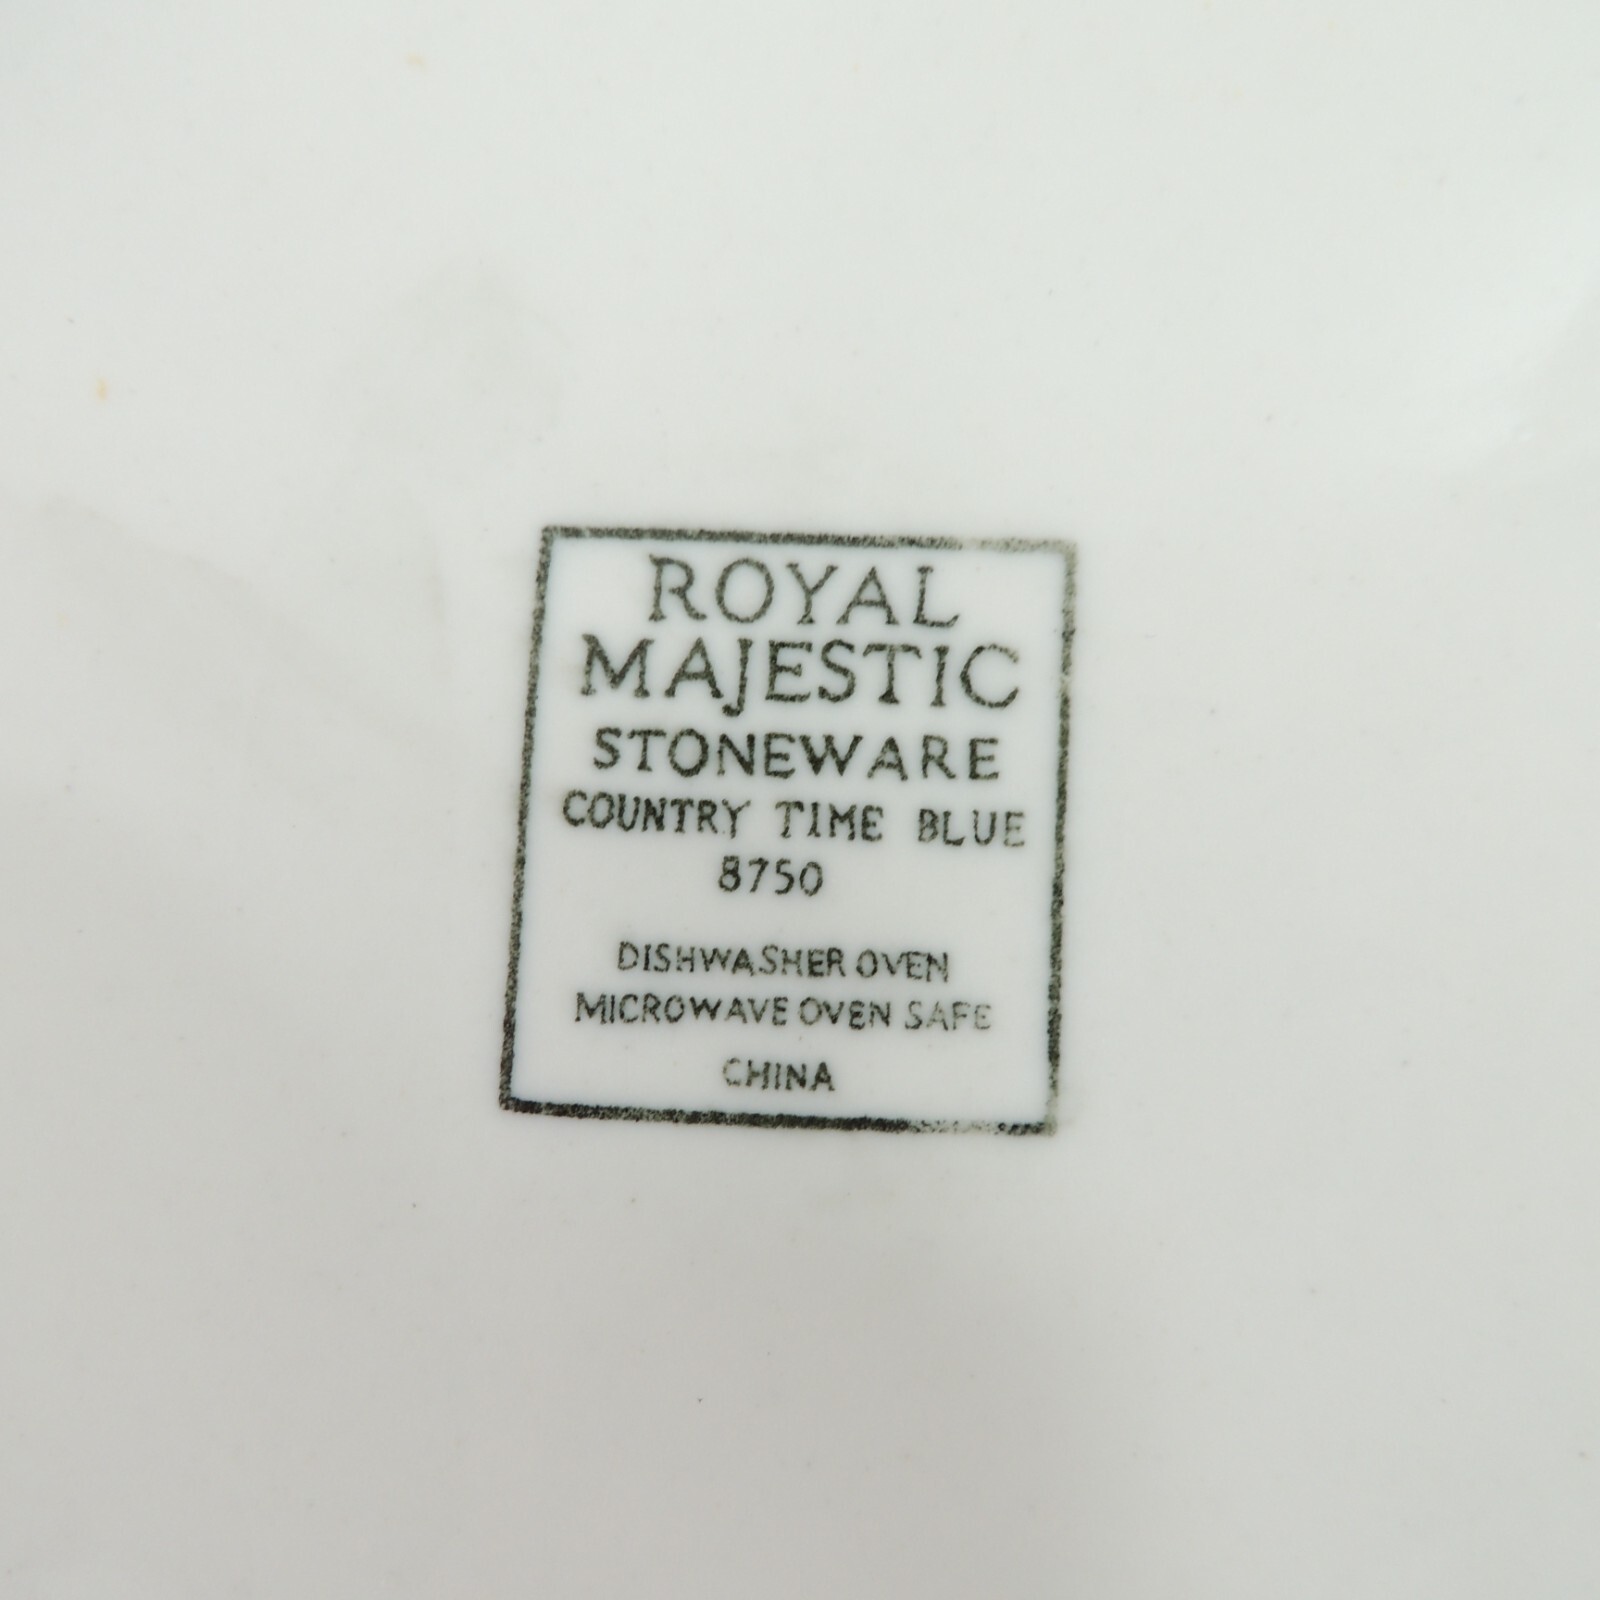 ROYAL
MAJESTIC
STONEWARE
COUNTRY TIME BLUE
8750
DISHWASHER OVEN
MICROWAVE OVEN SAFE
CHINA